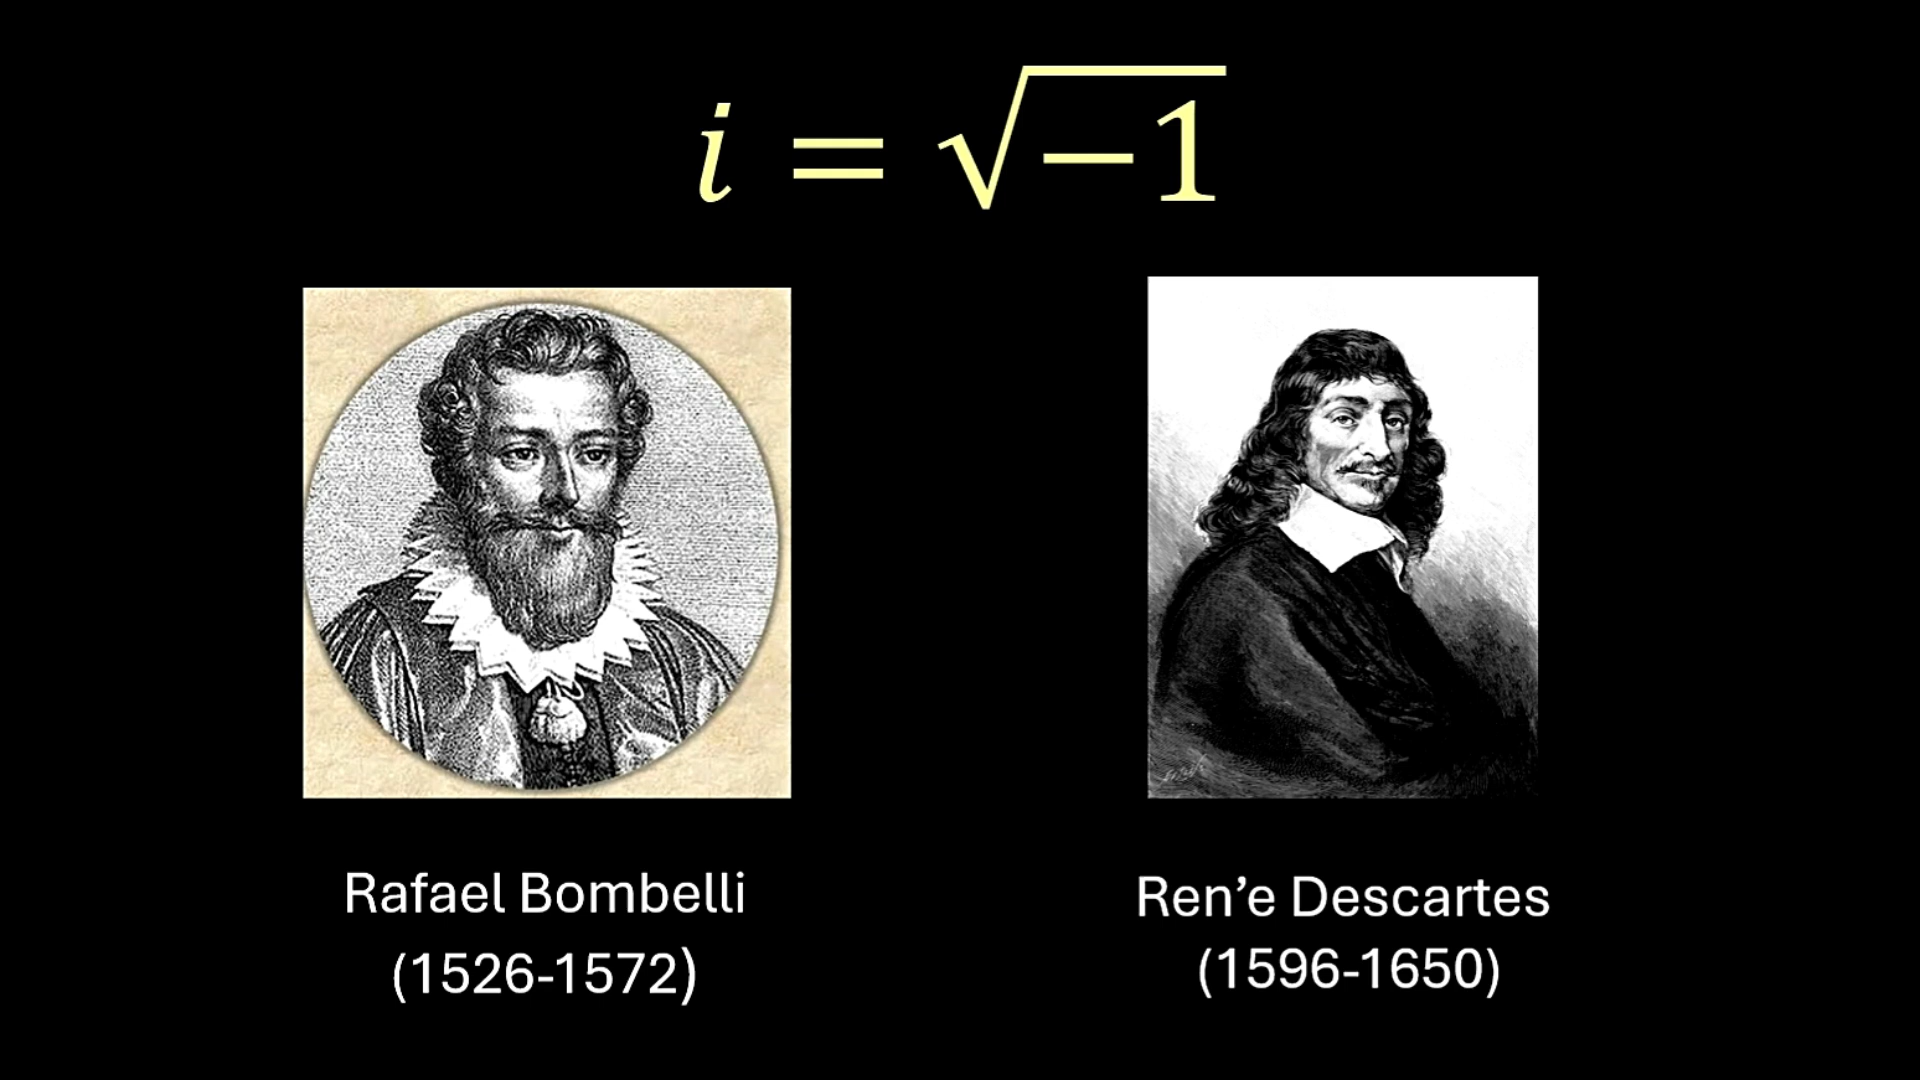 i = √−1
Rafael Bombelli
(1526-1572)
Ren’e Descartes
(1596-1650)